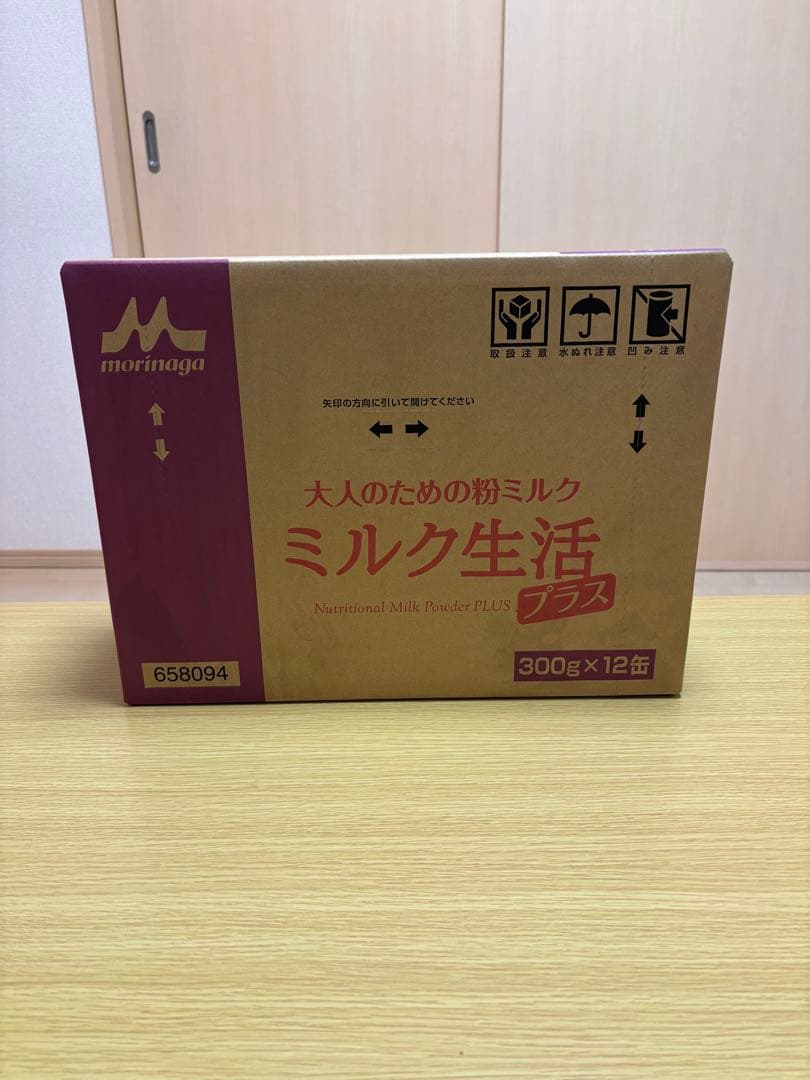 morinaga
取扱注意
水ぬれ注意
凹み注意
矢印の方向に引いて開けてください
大人のための粉ミルク
ミルク生活
プラス
Nutritional Milk Powder PLUS
658094
300g×12缶